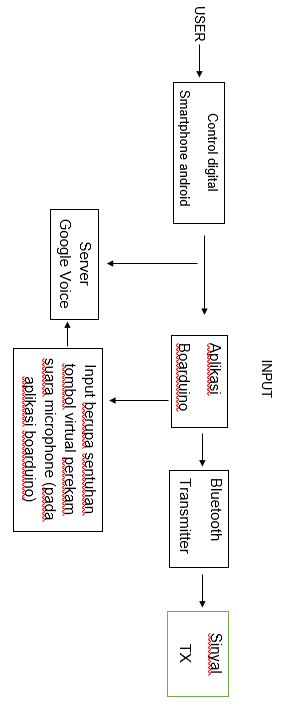 INPUT
USER
Control digital
Smartphone android
Aplikasi
Boarduino
Bluetooth
Transmitter
Sinyal
TX
Server
Google Voice
Input berupa sentuhan
tombol virtual perekam
suara microphone (pada
aplikasi boarduino)